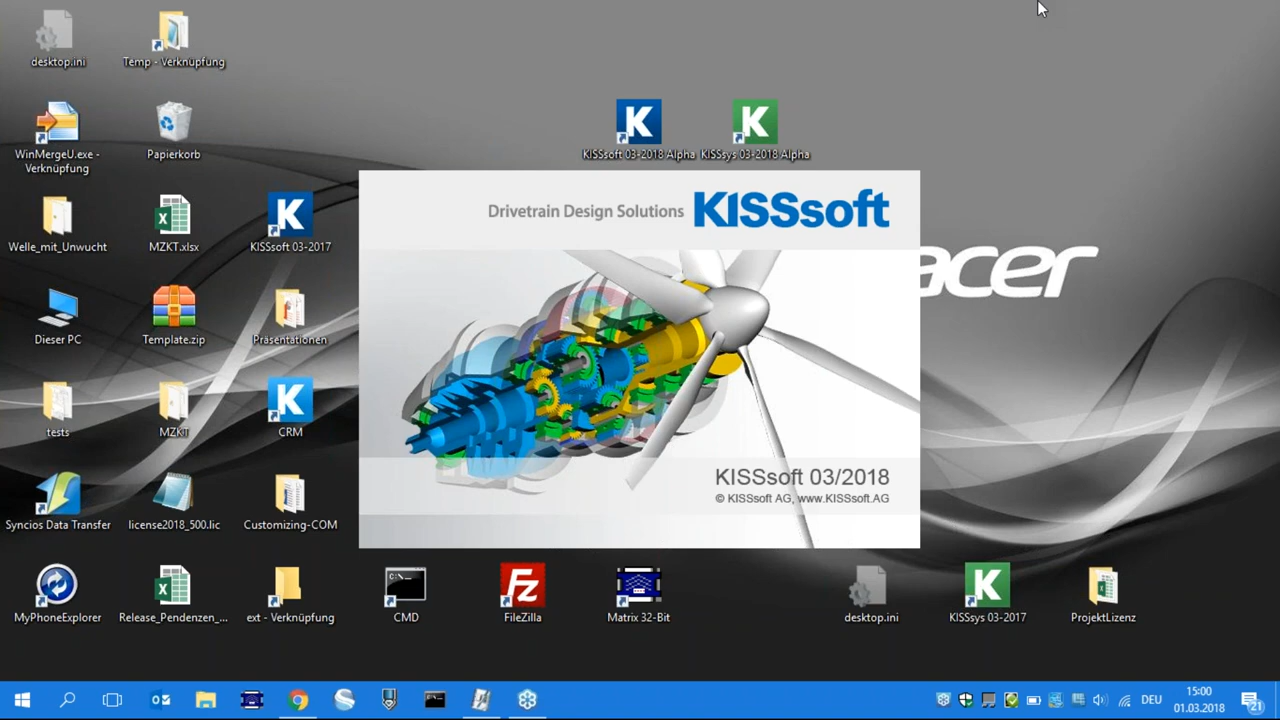 desktop.ini
Temp - Verknüpfung
WinMergeU.exe -
Verknüpfung
Papierkorb
KISSsoft 03-2018 Alpha
KISSsys 03-2018 Alpha
Welle_mit_Unwucht
MZKT.xlsx
KISSsoft 03-2017
Drivetrain Design Solutions KISSsoft
acer
Dieser PC
Template.zip
Präsentationen
tests
MZKT
CRM
KISSsoft 03/2018
© KISSsoft AG, www.KISSsoft.AG
Syncios Data Transfer
license2018_500.lic
Customizing-COM
MyPhoneExplorer
Release_Pendenzen_...
ext - Verknüpfung
CMD
FileZilla
Matrix 32-Bit
desktop.ini
KISSsys 03-2017
ProjektLizenz
DEU
15:00
01.03.2018
21